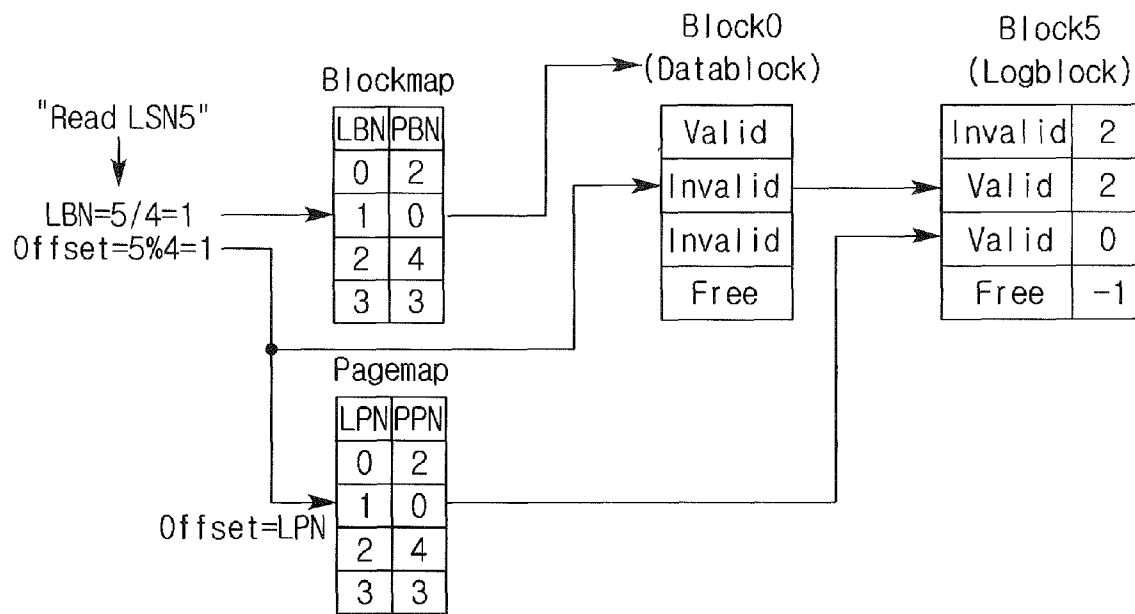 "Read LSN5"
LBN=5/4=1
Offset=5%4=1
Blockmap
LBN PBN
0 2
1 0
2 4
3 3
Pagemap
LPN PPN
0 2
1 0
2 4
3 3
Offset=LPN
Block0
(Datablock)
Valid
Invalid
Invalid
Free
Block5
(Logblock)
Invalid 2
Valid 2
Valid 0
Free -1